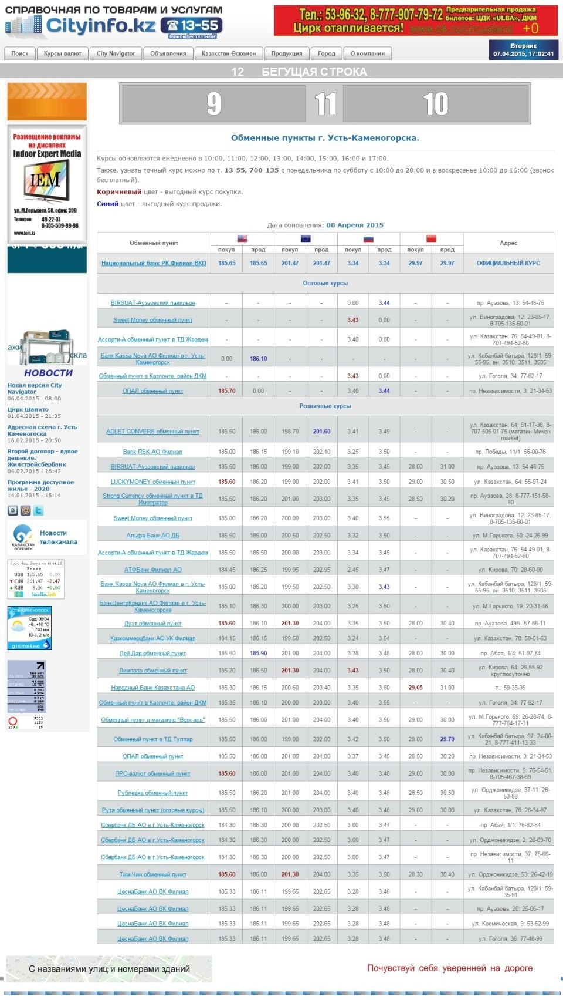 СПРАВОЧНАЯ ПО ТОВАРАМ И УСЛУГАМ
Cityinfo.kz ☎13-55
Звонок бесплатный!
Тел.: 53-96-32, 8-777-907-79-72 Предварительная продажа
билетов: ЦДК «ULBA», ДКМ
Цирк отапливается! +0
Поиск Курсы валют City Navigator Объявления Қазақстан Өскемен Продукция Город О компании
Вторник
07.04.2015, 17:02:41
12 БЕГУЩАЯ СТРОКА
9 11 10
Размещение рекламы
на дисплеях
Indoor Expert Media
IEM
ул. М.Горького, 50, офис 309
Телефон: 49-22-31
8-705-509-99-98
www.iem.kz
ажи
скла
НОВОСТИ
Новая версия City
Navigator
06.04.2015 - 08:00
Цирк Шапито
01.04.2015 - 21:35
Адресная схема г. Усть-
Каменогоска
16.02.2015 - 20:50
Второй договор - вдвое
дешевле.
Жилстройсбербанк
04.02.2015 - 16:42
Программа доступное
жилье - 2020
14.01.2015 - 16:14
Новости
телеканала
ҚАЗАҚСТАН
ӨСКЕМЕН
Курс Нац. Банка на 08.04.15
Тенге
USD 185.65 0.00
EUR 201.47 -2.47
RUR 3.34 +0.04
kazfin.info
Усть-Каменогорск
Срд, 08/04
+8..+10 °C
740 мм
Ю-З, 2 м/с
gismeteo
Обменные пункты г. Усть-Каменогорска.
Курсы обновляются ежедневно в 10:00, 11:00, 12:00, 13:00, 14:00, 15:00, 16:00 и 17:00.
Также, узнать точный курс можно по т. 13-55, 700-135 с понедельника по субботу с 10:00 до 20:00 и в воскресенье 10:00 до 16:00 (звонок
бесплатный).
Коричневый цвет - выгодный курс покупки.
Синий цвет - выгодный курс продажи.
Дата обновления: 08 Апреля 2015
Обменный пункт Адрес
покуп прод покуп прод покуп прод покуп прод
Национальный банк РК Филиал ВКО 185.65 185.65 201.47 201.47 3.34 3.34 29.97 29.97 ОФИЦИАЛЬНЫЙ КУРС
Оптовые курсы
BIRSUAT-Ауэзовский павильон - - - - 0.00 3.44 - - пр. Ауэзова, 13: 54-48-75
Sweet Money обменный пункт - - - - 3.43 0.00 - - ул. Виноградова, 12: 23-85-17,
8-705-135-60-01
Ассорти-А обменный пункт в ТД Жардем - - - - 3.40 0.00 - - ул. Казахстан, 76: 54-49-01, 8-
707-494-52-80
Банк Kassa Nova АО Филиал в г. Усть-
Каменогорск 0.00 186.10 - - - - - - ул. Кабанбай батыра, 128/1: 59-
55-95, вн. 3510, 3511, 3505
Обменный пункт в Казпочте, район ДКМ - - - - 3.43 0.00 - - ул. Гоголя, 34: 77-62-17
ОПАЛ обменный пункт 185.70 0.00 - - 3.40 3.44 - - пр. Независимости, 3: 21-34-53
Розничные курсы
ADLET CONVERS обменный пункт 185.50 186.00 198.70 201.60 3.41 3.49 - - ул. Казахстан, 64: 51-17-38, 8-
707-505-01-75 (магазин Микен
market)
Bank RBK АО Филиал 185.00 186.15 199.10 202.10 3.25 3.50 - - пр. Победы, 11/1: 56-00-76
BIRSUAT-Ауэзовский павильон 185.50 186.00 199.00 202.00 3.35 3.45 28.00 31.00 пр. Ауэзова, 13: 54-48-75
LUCKYMONEY обменный пункт 185.60 186.20 199.00 202.00 3.41 3.50 29.00 30.50 ул. Казахстан, 64: 55-97-24
Strong Currency обменный пункт в ТД
Император 185.50 186.20 201.00 203.00 3.35 3.45 28.50 30.20 пр. Ауэзова, 28: 8-777-151-58-
80
Sweet Money обменный пункт 185.00 186.20 200.00 203.00 3.40 3.55 - - ул. Виноградова, 12: 23-85-17,
8-705-135-60-01
Альфа-Банк АО ДБ 185.50 186.00 200.50 202.50 3.32 3.50 - - ул. М.Горького, 50: 24-26-99
Ассорти-А обменный пункт в ТД Жардем 185.50 186.50 200.00 203.00 3.34 3.45 - - ул. Казахстан, 76: 54-49-01, 8-
707-494-52-80
АТФБанк Филиал АО 184.45 186.25 199.95 202.95 2.45 3.47 - - ул. Кирова, 70: 28-60-00
Банк Kassa Nova АО Филиал в г. Усть-
Каменогорск 185.00 186.20 199.50 202.50 3.30 3.43 - - ул. Кабанбай батыра, 128/1: 59-
55-95, вн. 3510, 3511, 3505
БанкЦентрКредит АО Филиал в г. Усть-
Каменогорске 185.10 186.30 200.00 203.00 3.25 3.50 - - ул. М.Горького, 19: 20-31-46
Дуэт обменный пункт 185.60 186.10 201.30 204.00 3.35 3.50 28.00 30.40 пр. Ауэзова, 49Б: 57-86-11
Казкоммерцбанк АО УК Филиал 184.15 186.15 199.50 202.50 3.24 3.54 - - ул. Казахстан, 70: 58-51-63
Лей-Дар обменный пункт 185.50 185.90 201.00 204.00 3.38 3.48 28.00 30.00 пр. Абая, 1/4: 51-07-84
Лимпопо обменный пункт 185.20 186.50 201.30 204.00 3.43 3.50 28.00 30.40 ул. Кирова, 64: 26-55-92
круглосуточно
Народный Банк Казахстана АО 185.30 186.15 200.60 203.40 3.35 3.60 29.05 31.00 т.: 59-35-39
Обменный пункт в Казпочте, район ДКМ 185.35 186.10 200.00 203.00 3.40 3.55 - - ул. Гоголя, 34: 77-62-17
Обменный пункт в магазине "Версаль" 185.50 186.00 201.00 204.00 3.40 3.50 29.00 30.00 ул. М.Горького, 69: 26-28-74, 8-
777-764-17-31
Обменный пункт в ТД Тулпар 185.50 186.00 199.00 202.00 3.42 3.50 29.00 29.70 ул. Кабанбай батыра, 97: 24-00-
21, 8-777-411-13-33
ОПАЛ обменный пункт 185.50 186.00 201.00 204.00 3.37 3.45 28.50 30.20 пр. Независимости, 3: 21-34-53
ПРО-валют обменный пункт 185.60 186.00 201.00 204.00 3.40 3.48 29.00 30.00 пр. Независимости, 5: 76-54-51,
8-705-467-38-69
Рублевка обменный пункт 185.50 186.20 201.00 204.00 3.40 3.48 28.50 30.50 ул. Орджоникидзе, 37-11: 26-
53-88
Рута обменный пункт (оптовые курсы) 185.50 186.10 200.00 203.00 3.40 3.48 29.00 30.00 ул. Казахстан, 76: 26-34-87
Сбербанк ДБ АО в г.Усть-Каменогорск 184.30 186.30 200.00 202.50 3.00 3.47 - - пр. Абая, 1/1: 76-82-84
Сбербанк ДБ АО в г.Усть-Каменогорск 184.30 186.30 200.00 202.50 3.00 3.47 - - ул. Орджоникидзе, 2: 26-69-70
Сбербанк ДБ АО в г.Усть-Каменогорск 184.30 186.30 200.00 202.50 3.00 3.47 - - пр. Независимости, 37: 75-60-
11
Тим-Чин обменный пункт 185.60 186.00 201.30 204.00 3.35 3.50 28.30 30.40 ул. Орджоникидзе, 53: 26-42-19
ЦеснаБанк АО ВК Филиал 185.33 186.11 199.65 202.65 3.28 3.48 - - ул. Кабанбай батыра, 120/1: 59-
35-91
ЦеснаБанк АО ВК Филиал 185.33 186.11 199.65 202.65 3.28 3.48 - - пр. Ауэзова, 20: 25-06-17
ЦеснаБанк АО ВК Филиал 185.33 186.11 199.65 202.65 3.28 3.48 - - ул. Космическая, 9: 53-62-99
ЦеснаБанк АО ВК Филиал 185.33 186.11 199.65 202.65 3.28 3.48 - - ул. Гоголя, 36: 77-48-99
С названиями улиц и номерами зданий
Почувствуй себя уверенней на дороге